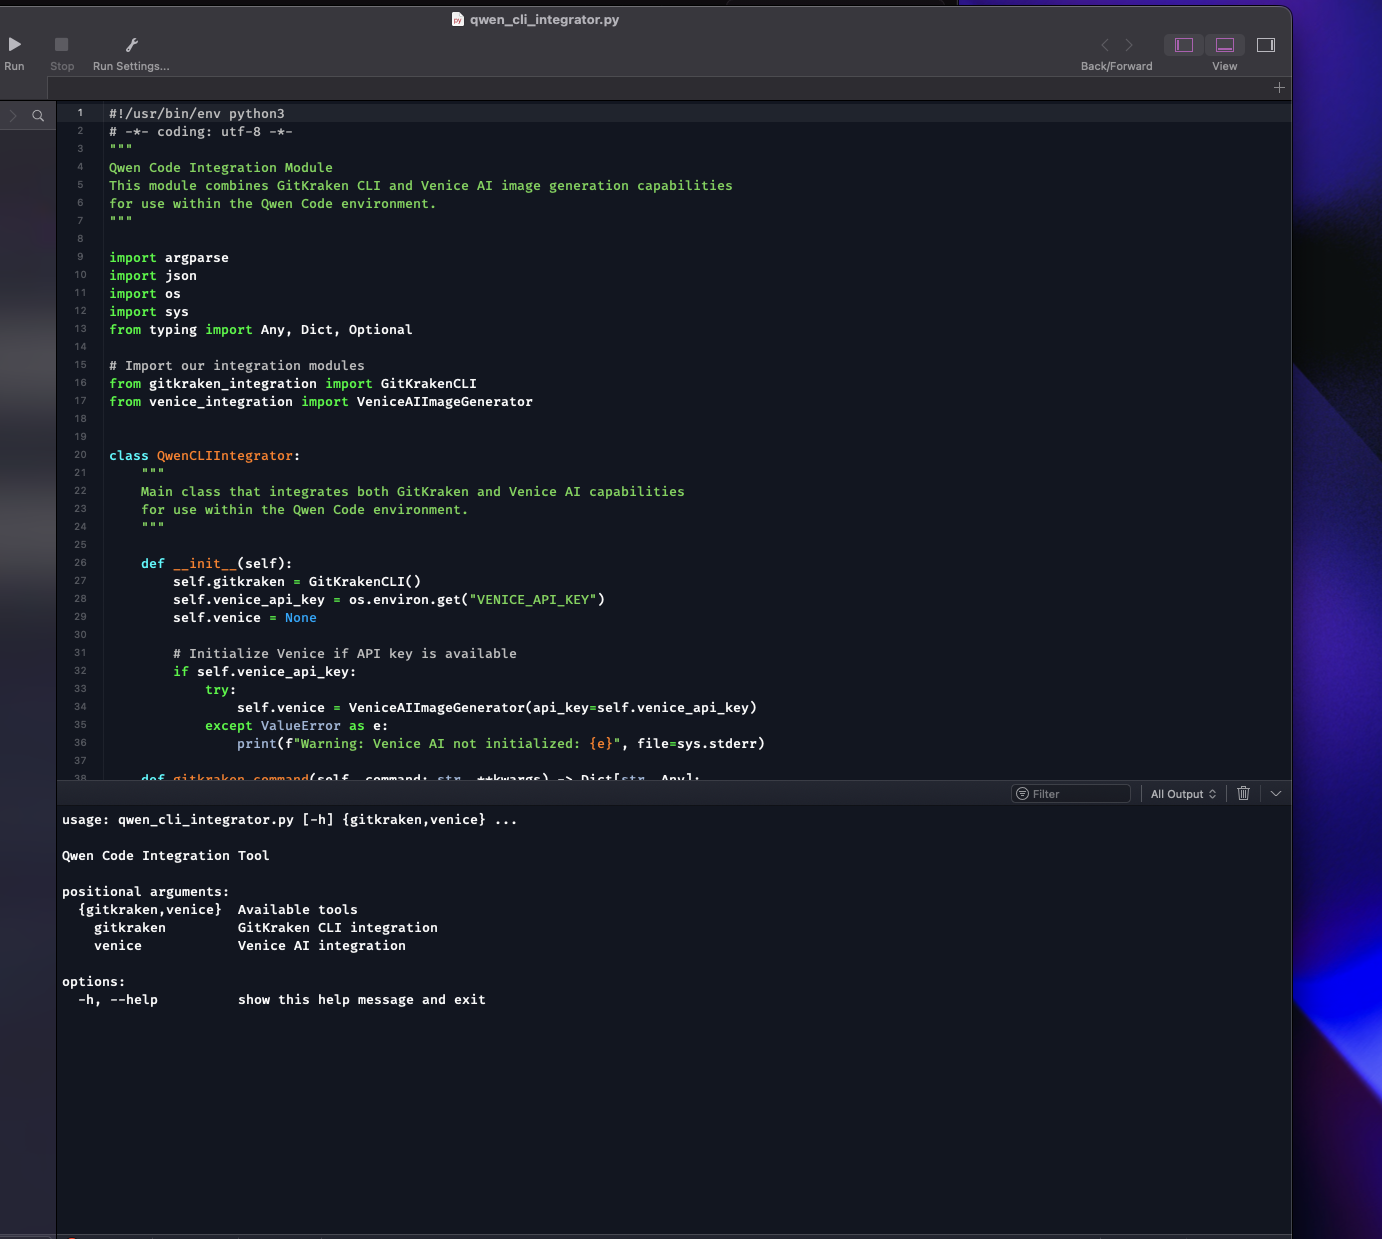 qwen_cli_integrator.py
Run
Stop
Run Settings...
Back/Forward
View
1 #!/usr/bin/env python3
2 # -*- coding: utf-8 -*-
3 """
4 Qwen Code Integration Module
5 This module combines GitKraken CLI and Venice AI image generation capabilities
6 for use within the Qwen Code environment.
7 """
8
9 import argparse
10 import json
11 import os
12 import sys
13 from typing import Any, Dict, Optional
14
15 # Import our integration modules
16 from gitkraken_integration import GitKrakenCLI
17 from venice_integration import VeniceAIImageGenerator
18
19
20 class QwenCLIIntegrator:
21     """
22     Main class that integrates both GitKraken and Venice AI capabilities
23     for use within the Qwen Code environment.
24     """
25
26     def __init__(self):
27         self.gitkraken = GitKrakenCLI()
28         self.venice_api_key = os.environ.get("VENICE_API_KEY")
29         self.venice = None
30
31         # Initialize Venice if API key is available
32         if self.venice_api_key:
33             try:
34                 self.venice = VeniceAIImageGenerator(api_key=self.venice_api_key)
35             except ValueError as e:
36                 print(f"Warning: Venice AI not initialized: {e}", file=sys.stderr)
37
38     def gitkraken_command(self, command: str, **kwargs) -> Dict[str, Any]:
Filter
All Output
usage: qwen_cli_integrator.py [-h] {gitkraken,venice} ...
Qwen Code Integration Tool
positional arguments:
  {gitkraken,venice}  Available tools
    gitkraken         GitKraken CLI integration
    venice            Venice AI integration
options:
  -h, --help          show this help message and exit